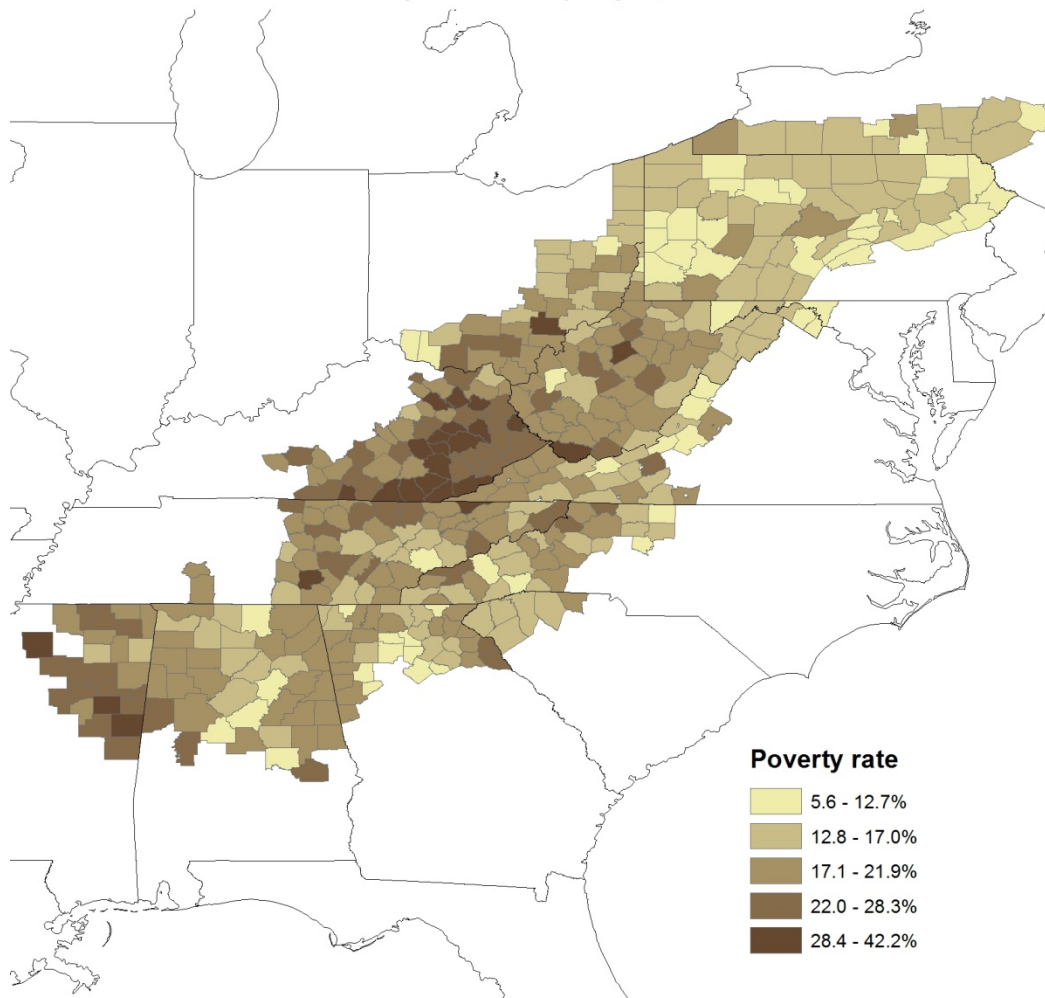 Poverty rate
5.6 - 12.7%
12.8 - 17.0%
17.1 - 21.9%
22.0 - 28.3%
28.4 - 42.2%